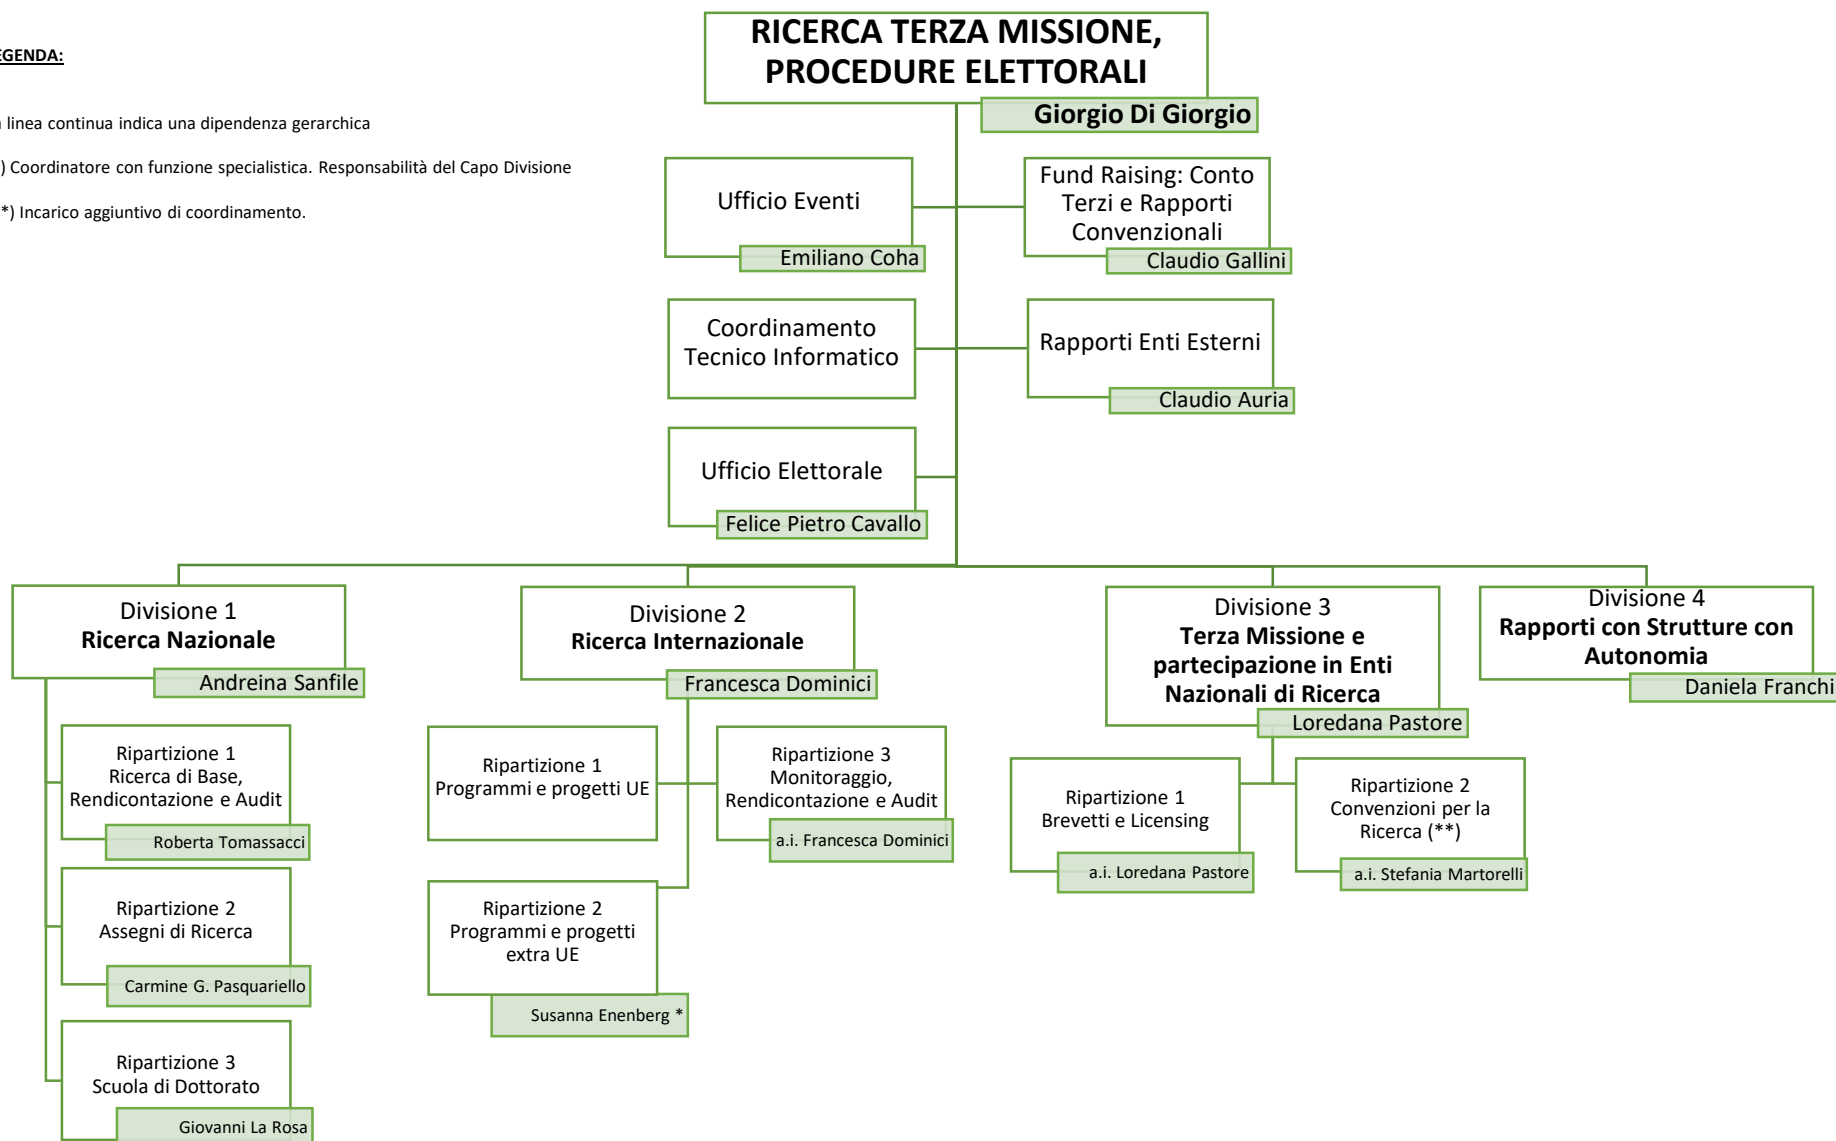 RICERCA TERZA MISSIONE,
PROCEDURE ELETTORALI
Giorgio Di Giorgio
EGENDA:
linea continua indica una dipendenza gerarchica
) Coordinatore con funzione specialistica. Responsabilità del Capo Divisione
*) Incarico aggiuntivo di coordinamento.
Ufficio Eventi
Emiliano Coha
Fund Raising: Conto
Terzi e Rapporti
Convenzionali
Claudio Gallini
Coordinamento
Tecnico Informatico
Rapporti Enti Esterni
Claudio Auria
Ufficio Elettorale
Felice Pietro Cavallo
Divisione 1
Ricerca Nazionale
Andreina Sanfile
Ripartizione 1
Ricerca di Base,
Rendicontazione e Audit
Roberta Tomassacci
Ripartizione 2
Assegni di Ricerca
Carmine G. Pasquariello
Ripartizione 3
Scuola di Dottorato
Giovanni La Rosa
Divisione 2
Ricerca Internazionale
Francesca Dominici
Ripartizione 1
Programmi e progetti UE
Ripartizione 3
Monitoraggio,
Rendicontazione e Audit
a.i. Francesca Dominici
Ripartizione 2
Programmi e progetti
extra UE
Susanna Enenberg *
Divisione 3
Terza Missione e
partecipazione in Enti
Nazionali di Ricerca
Loredana Pastore
Ripartizione 1
Brevetti e Licensing
a.i. Loredana Pastore
Ripartizione 2
Convenzioni per la
Ricerca (**)
a.i. Stefania Martorelli
Divisione 4
Rapporti con Strutture con
Autonomia
Daniela Franchi